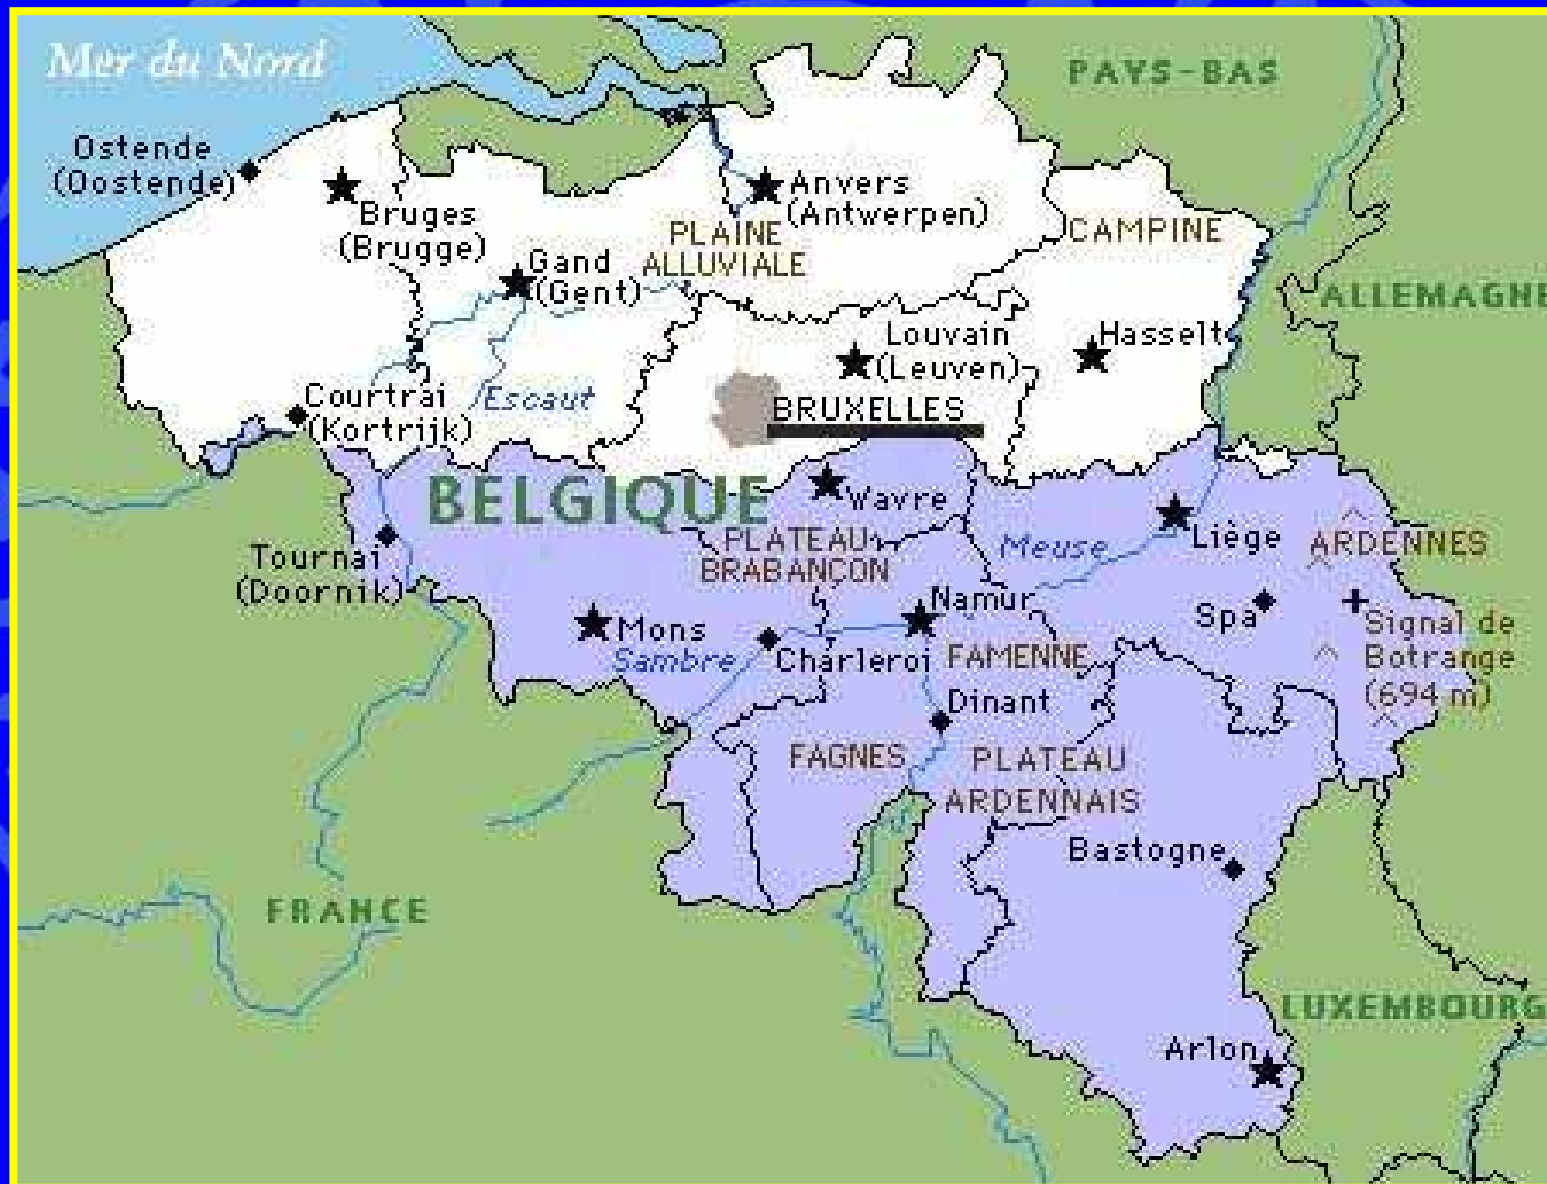 Mer du Nord
PAYS-BAS
Ostende
(Oostende)
Bruges
(Brugge)
Anvers
(Antwerpen)
PLAINE
ALLUVIALE
CAMPINE
Gand
(Gent)
ALLEMAGNE
Louvain
(Leuven)
Hasselt
Escaut
Courtrai
(Kortrijk)
BRUXELLES
BELGIQUE
Wavre
PLATEAU
BRABANÇON
Meuse
Liège
ARDENNES
Tournai
(Doornik)
Mons
Sambre
Charleroi
Namur
FAMENNE
Spa
Signal de
Botrange
(694 m)
Dinant
FAGNES
PLATEAU
ARDENNAIS
Bastogne
FRANCE
LUXEMBOURG
Arlon